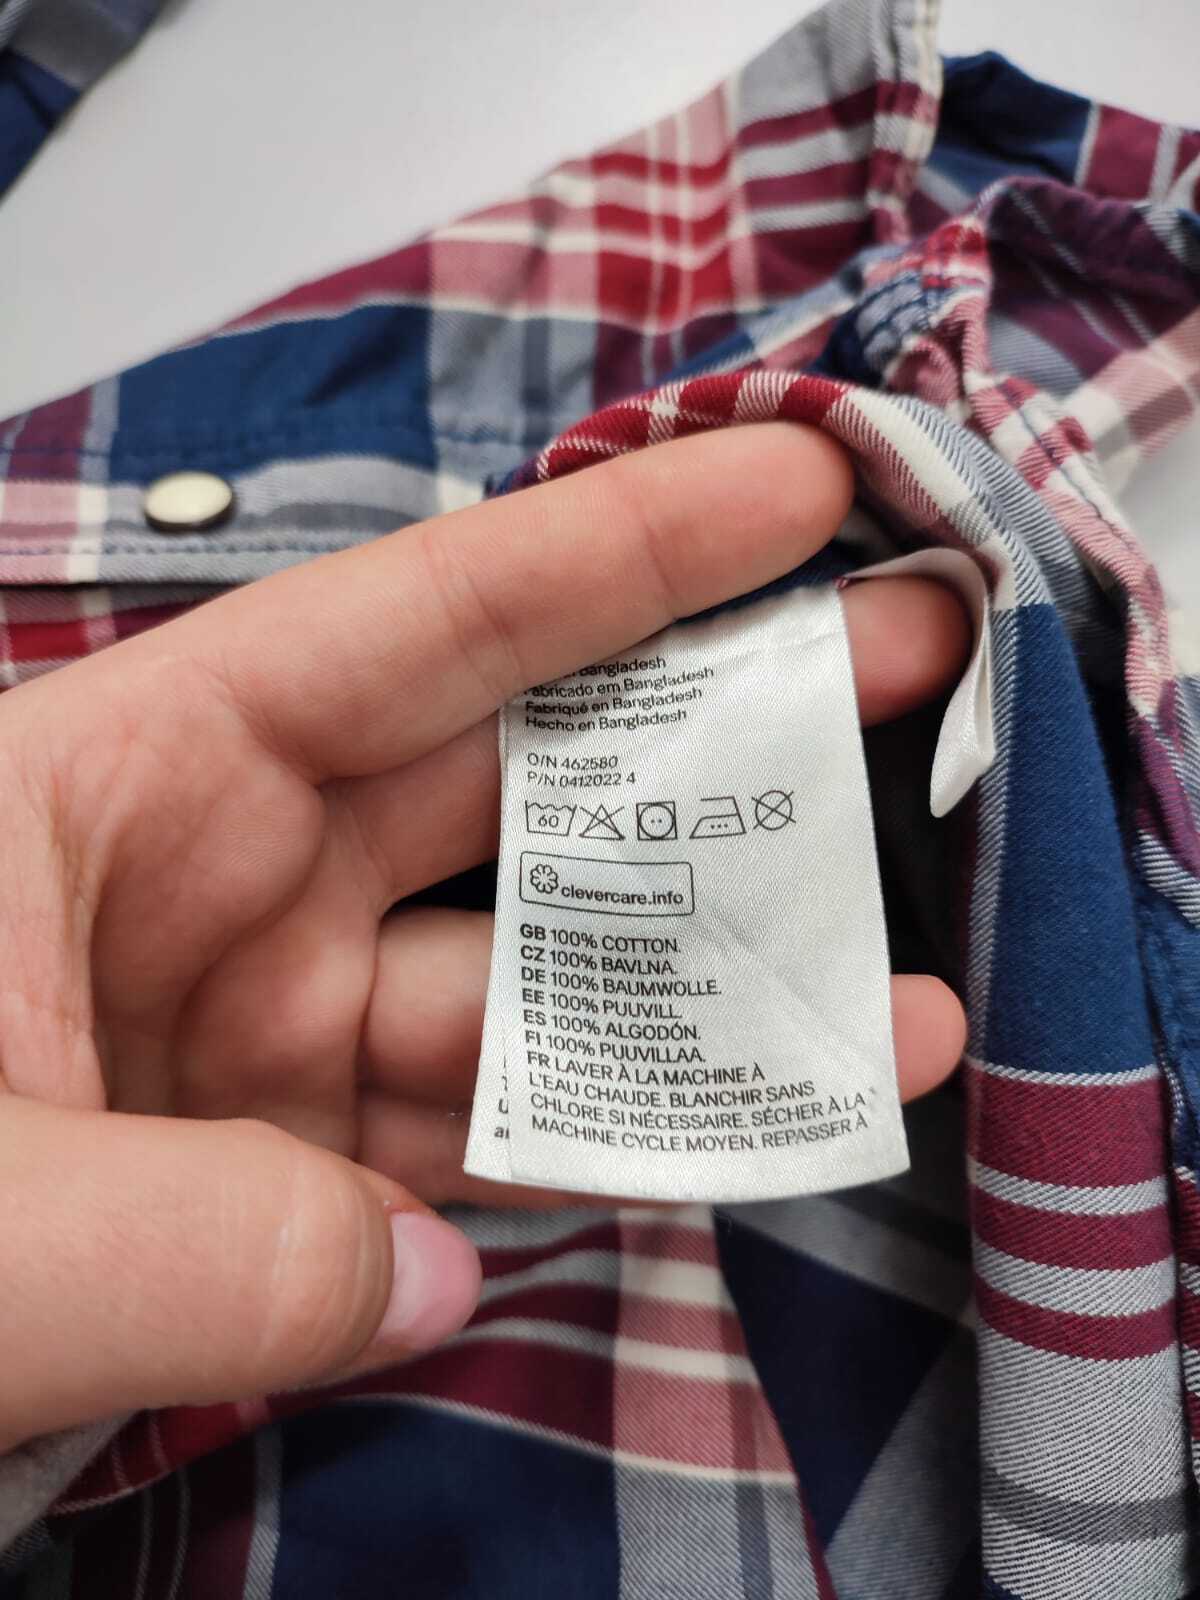 Bangladesh
Fabricado em Bangladesh
Fabriqué en Bangladesh
Hecho en Bangladesh
O/N 462580
P/N 0412022 4
60
clevercare.info
GB 100% COTTON.
CZ 100% BAVLNA.
DE 100% BAUMWOLLE.
EE 100% PUUVILL.
ES 100% ALGODÓN.
FI 100% PUUVILLAA.
FR LAVER À LA MACHINE À
L'EAU CHAUDE. BLANCHIR SANS
CHLORE SI NÉCESSAIRE. SÉCHER À LA
MACHINE CYCLE MOYEN. REPASSER À